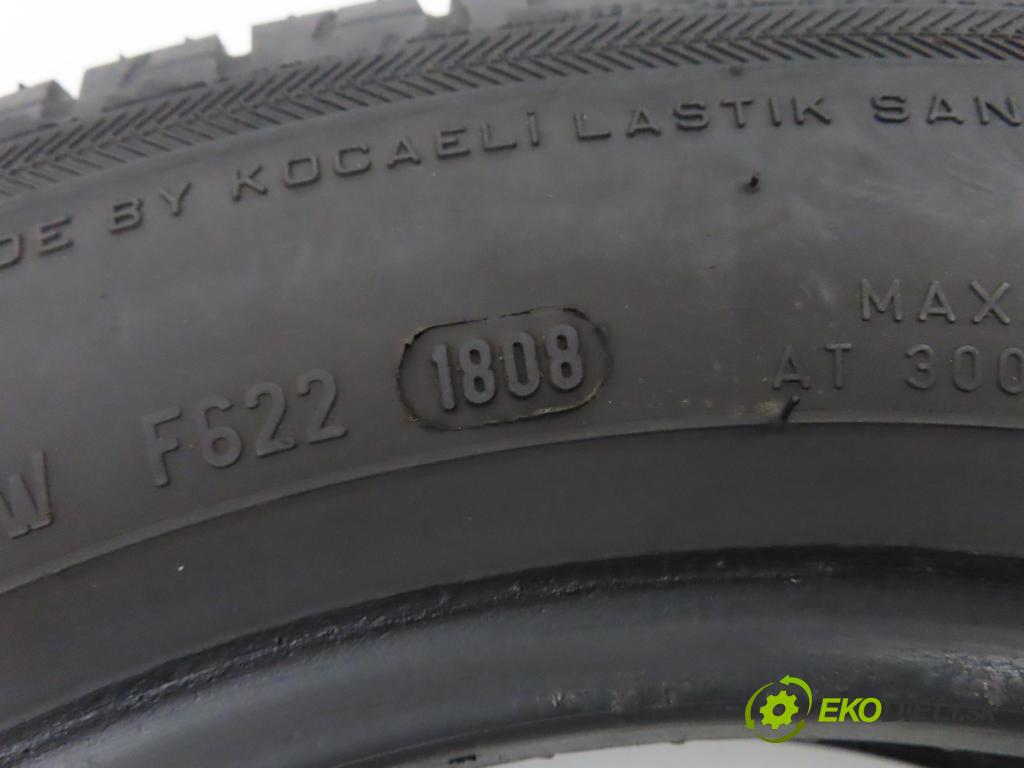 DE BY KOCAELİ LASTIK SAN
MAX
AT 300
W F622 1808
EKODIELY.SK